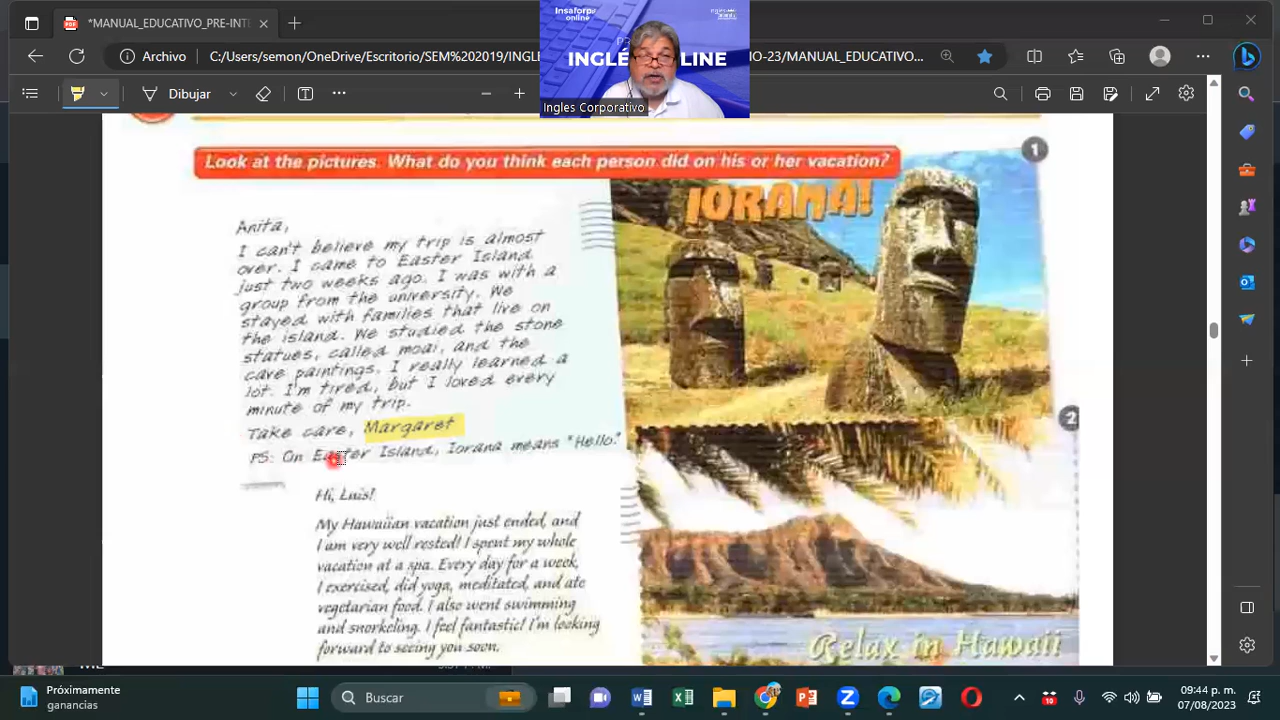 *MANUAL_EDUCATIVO_PRE-INT
Archivo
C:/Users/semon/OneDrive/Escritorio/SEM%202019/INGLE
IO-23/MANUAL_EDUCATIVO_PRE-INTERMEDIO...
Insaforp
online
INGLÉ
LINE
Ingles Corporativo
Dibujar
Look at the pictures. What do you think each person did on his or her vacation?
1
IORANA!
Anita,
I can't believe my trip is almost
over. I came to Easter Island
just two weeks ago. I was with a
group from the university. We
stayed with families that live on
the island. We studied the stone
statues, called moai, and the
cave paintings. I really learned a
lot. I'm tired, but I loved every
minute of my trip.
Take care, Margaret
PS: On Easter Island, Iorana means "Hello."
2
Hi, Luis!
My Hawaiian vacation just ended, and
I am very well rested! I spent my whole
vacation at a spa. Every day for a week,
I exercised, did yoga, meditated, and ate
vegetarian food. I also went swimming
and snorkeling. I feel fantastic! I'm looking
forward to seeing you soon.
Relax in Hawaii
Próximamente
ganancias
Buscar
10
09:44 p. m.
07/08/2023